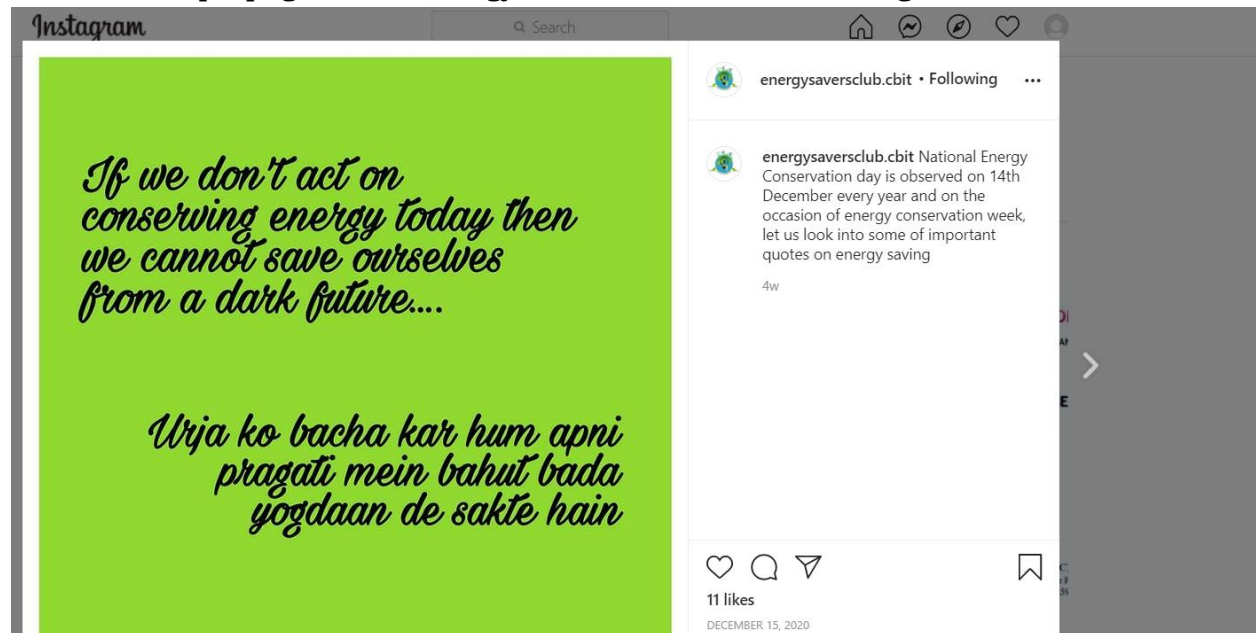 Instagram
Search
If we don't act on
conserving energy today then
we cannot save ourselves
from a dark future....
Urja ko bacha kar hum apni
pragati mein bahut bada
yogdaan de sakte hain
energysaversclub.cbit • Following
energysaversclub.cbit National Energy
Conservation day is observed on 14th
December every year and on the
occasion of energy conservation week,
let us look into some of important
quotes on energy saving
4w
11 likes
DECEMBER 15, 2020